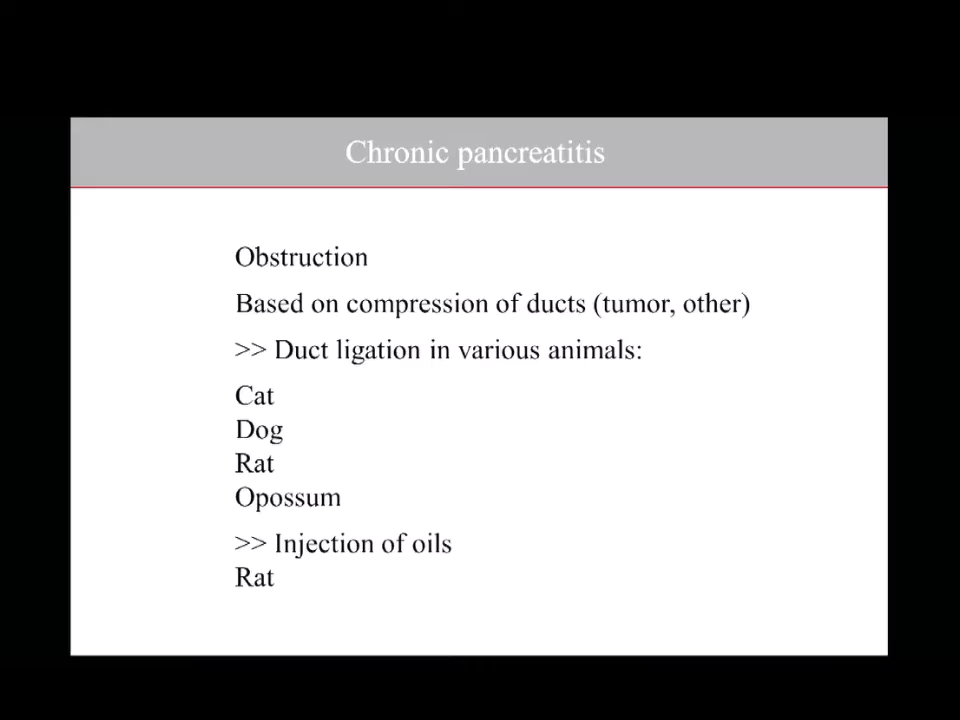 Chronic pancreatitis
Obstruction
Based on compression of ducts (tumor, other)
>> Duct ligation in various animals:
Cat
Dog
Rat
Opossum
>> Injection of oils
Rat